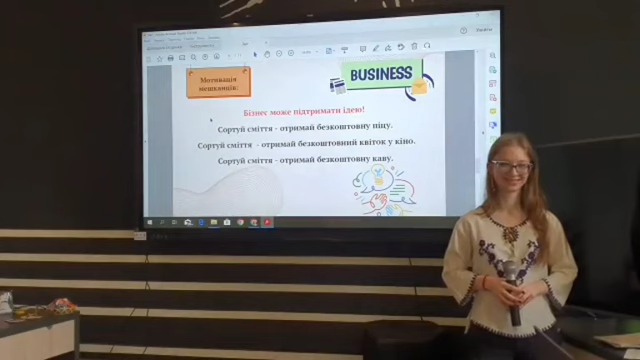 Мотивація
мешканців:
BUSINESS
Бізнес може підтримати ідею!
Сортуй сміття - отримай безкоштовну піцу.
Сортуй сміття - отримай безкоштовний квиток у кіно.
Сортуй сміття - отримай безкоштовну каву.